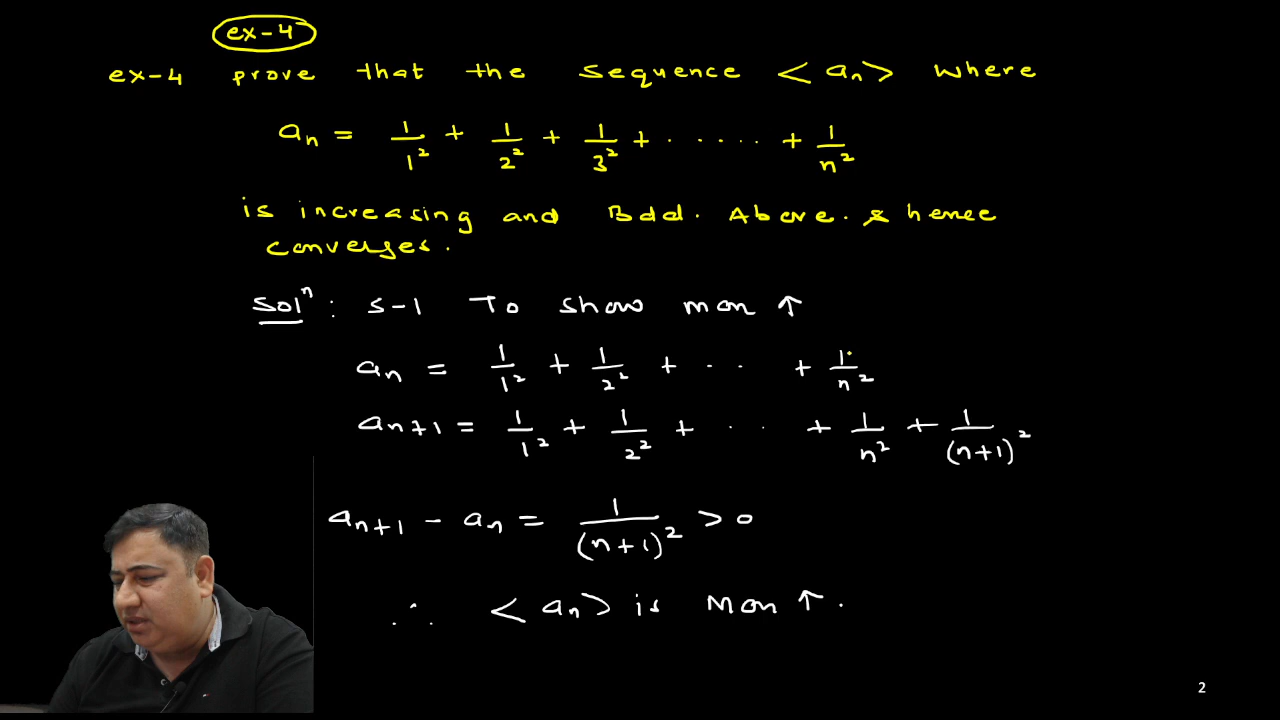 ex-4
ex-4 prove that the sequence <an> where
an = 1/1² + 1/2² + 1/3² + ..... + 1/n²
is increasing and Bdd. Above. & hence
converges.
Solⁿ: S-1 To show mon ↑
an = 1/1² + 1/2² + .. + 1/n²
an+1 = 1/1² + 1/2² + .. + 1/n² + 1/(n+1)²
an+1 - an = 1/(n+1)² > 0
∴ <an> is Mon ↑.
2